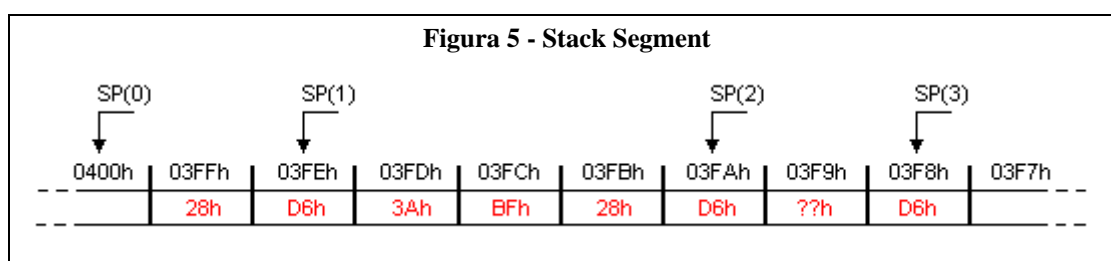 Figura 5 - Stack Segment
SP(0) SP(1) SP(2) SP(3)
0400h 03FFh 03FEh 03FDh 03FCh 03FBh 03FAh 03F9h 03F8h 03F7h
28h D6h 3Ah BFh 28h D6h ??h D6h